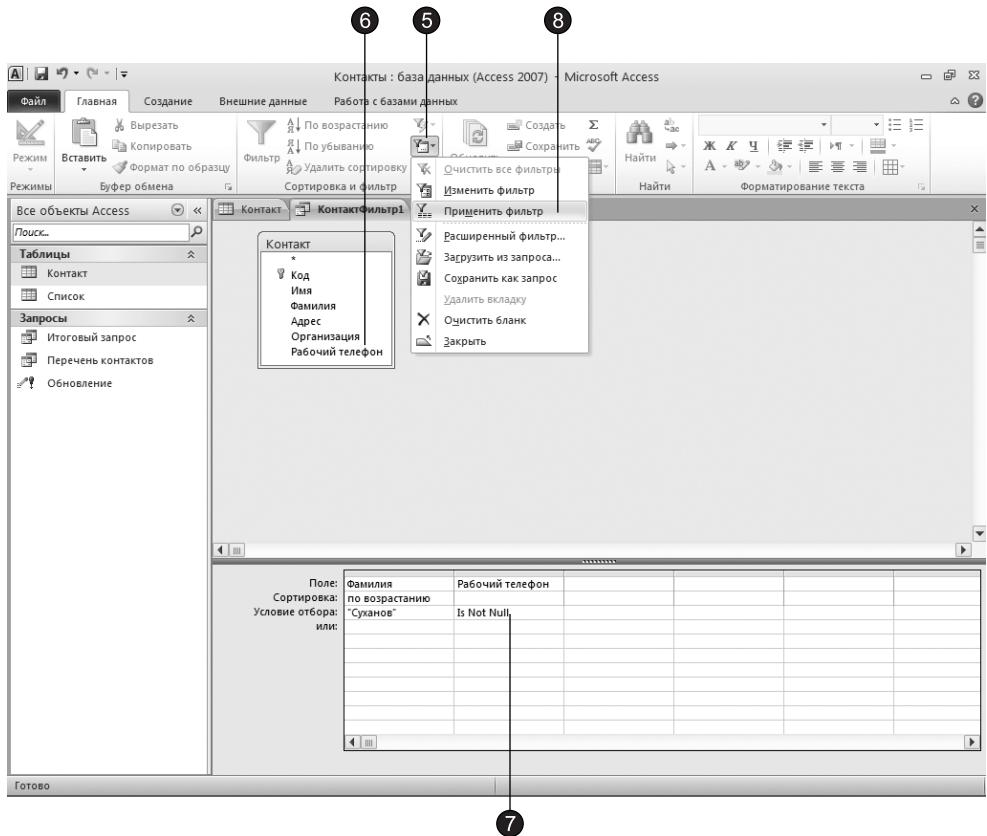 6 5 8
Контакты : база данных (Access 2007) - Microsoft Access
Файл Главная Создание Внешние данные Работа с базами данных
Режим
Режимы
Вставить
Вырезать
Копировать
Формат по образцу
Буфер обмена
Фильтр
По возрастанию
По убыванию
Удалить сортировку
Сортировка и фильтр
Создать
Сохранить
Найти
Найти
Ж К Ч
А
Форматирование текста
Все объекты Access
Поиск...
Таблицы
Контакт
Список
Запросы
Итоговый запрос
Перечень контактов
Обновление
Контакт КонтактФильтр1
Очистить все фильтры
Изменить фильтр
Применить фильтр
Расширенный фильтр...
Загрузить из запроса...
Сохранить как запрос
Удалить вкладку
Очистить бланк
Закрыть
Контакт
*
Код
Имя
Фамилия
Адрес
Организация
Рабочий телефон
Поле: Фамилия Рабочий телефон
Сортировка: по возрастанию
Условие отбора: "Суханов" Is Not Null
или:
Готово
7